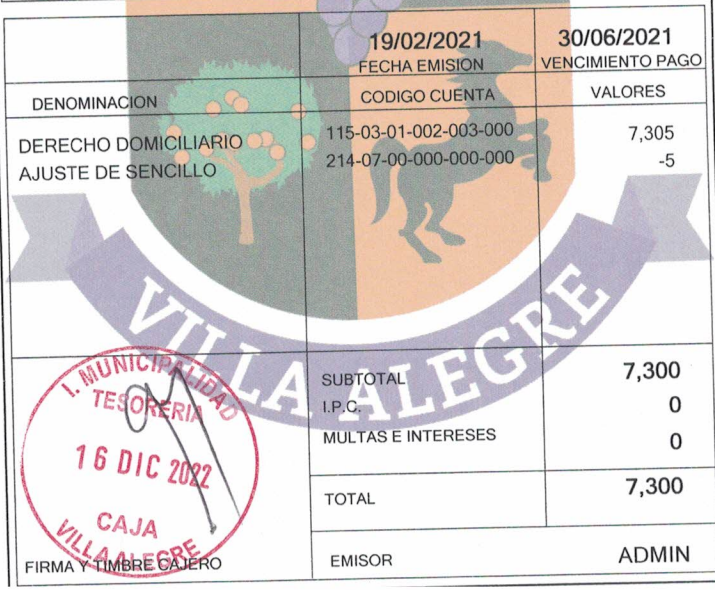 19/02/2021 30/06/2021
FECHA EMISION VENCIMIENTO PAGO
DENOMINACION CODIGO CUENTA VALORES
DERECHO DOMICILIARIO 115-03-01-002-003-000 7,305
AJUSTE DE SENCILLO 214-07-00-000-000-000 -5
VILLA ALEGRE
SUBTOTAL 7,300
I.P.C. 0
MULTAS E INTERESES 0
TOTAL 7,300
I. MUNICIPALIDAD
TESORERIA
16 DIC 2022
CAJA
VILLA ALEGRE
FIRMA Y TIMBRE CAJERO EMISOR ADMIN